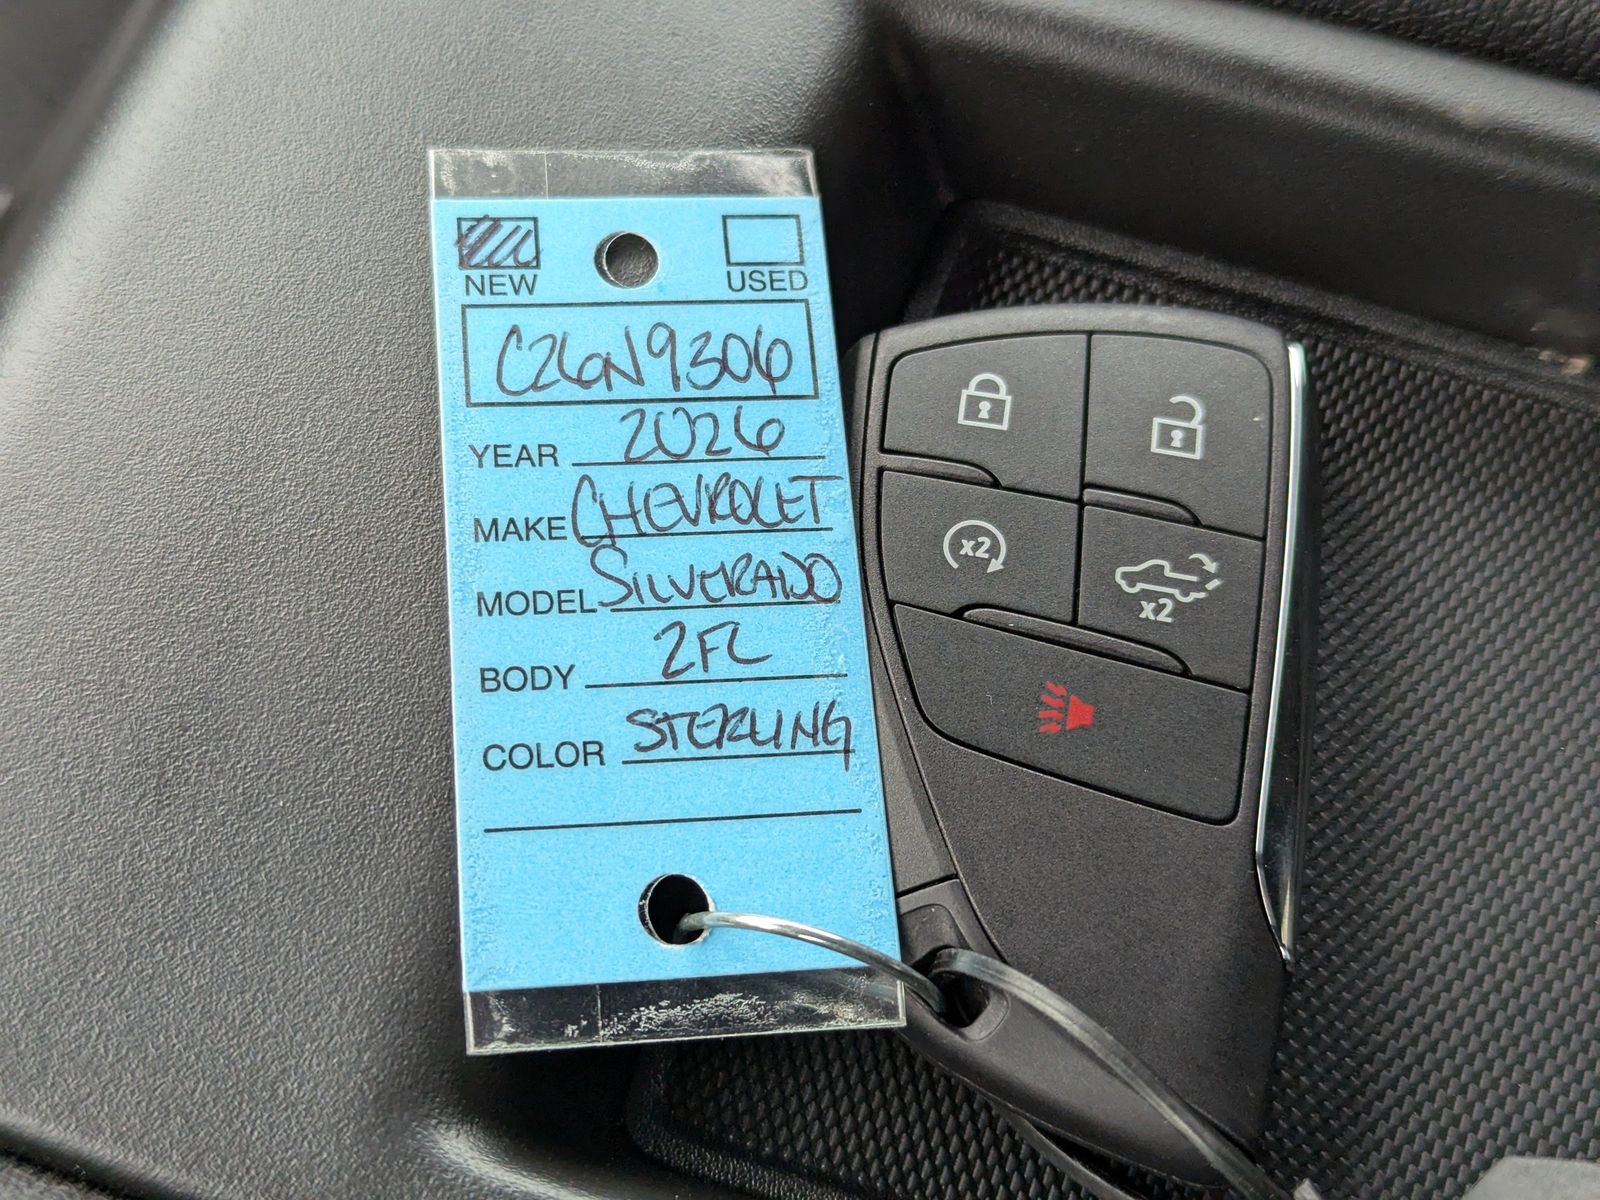 NEW USED
C26N9306
YEAR 2026
MAKE CHEVROLET
MODEL SILVERADO
BODY 2FL
COLOR STERLING
x2
x2